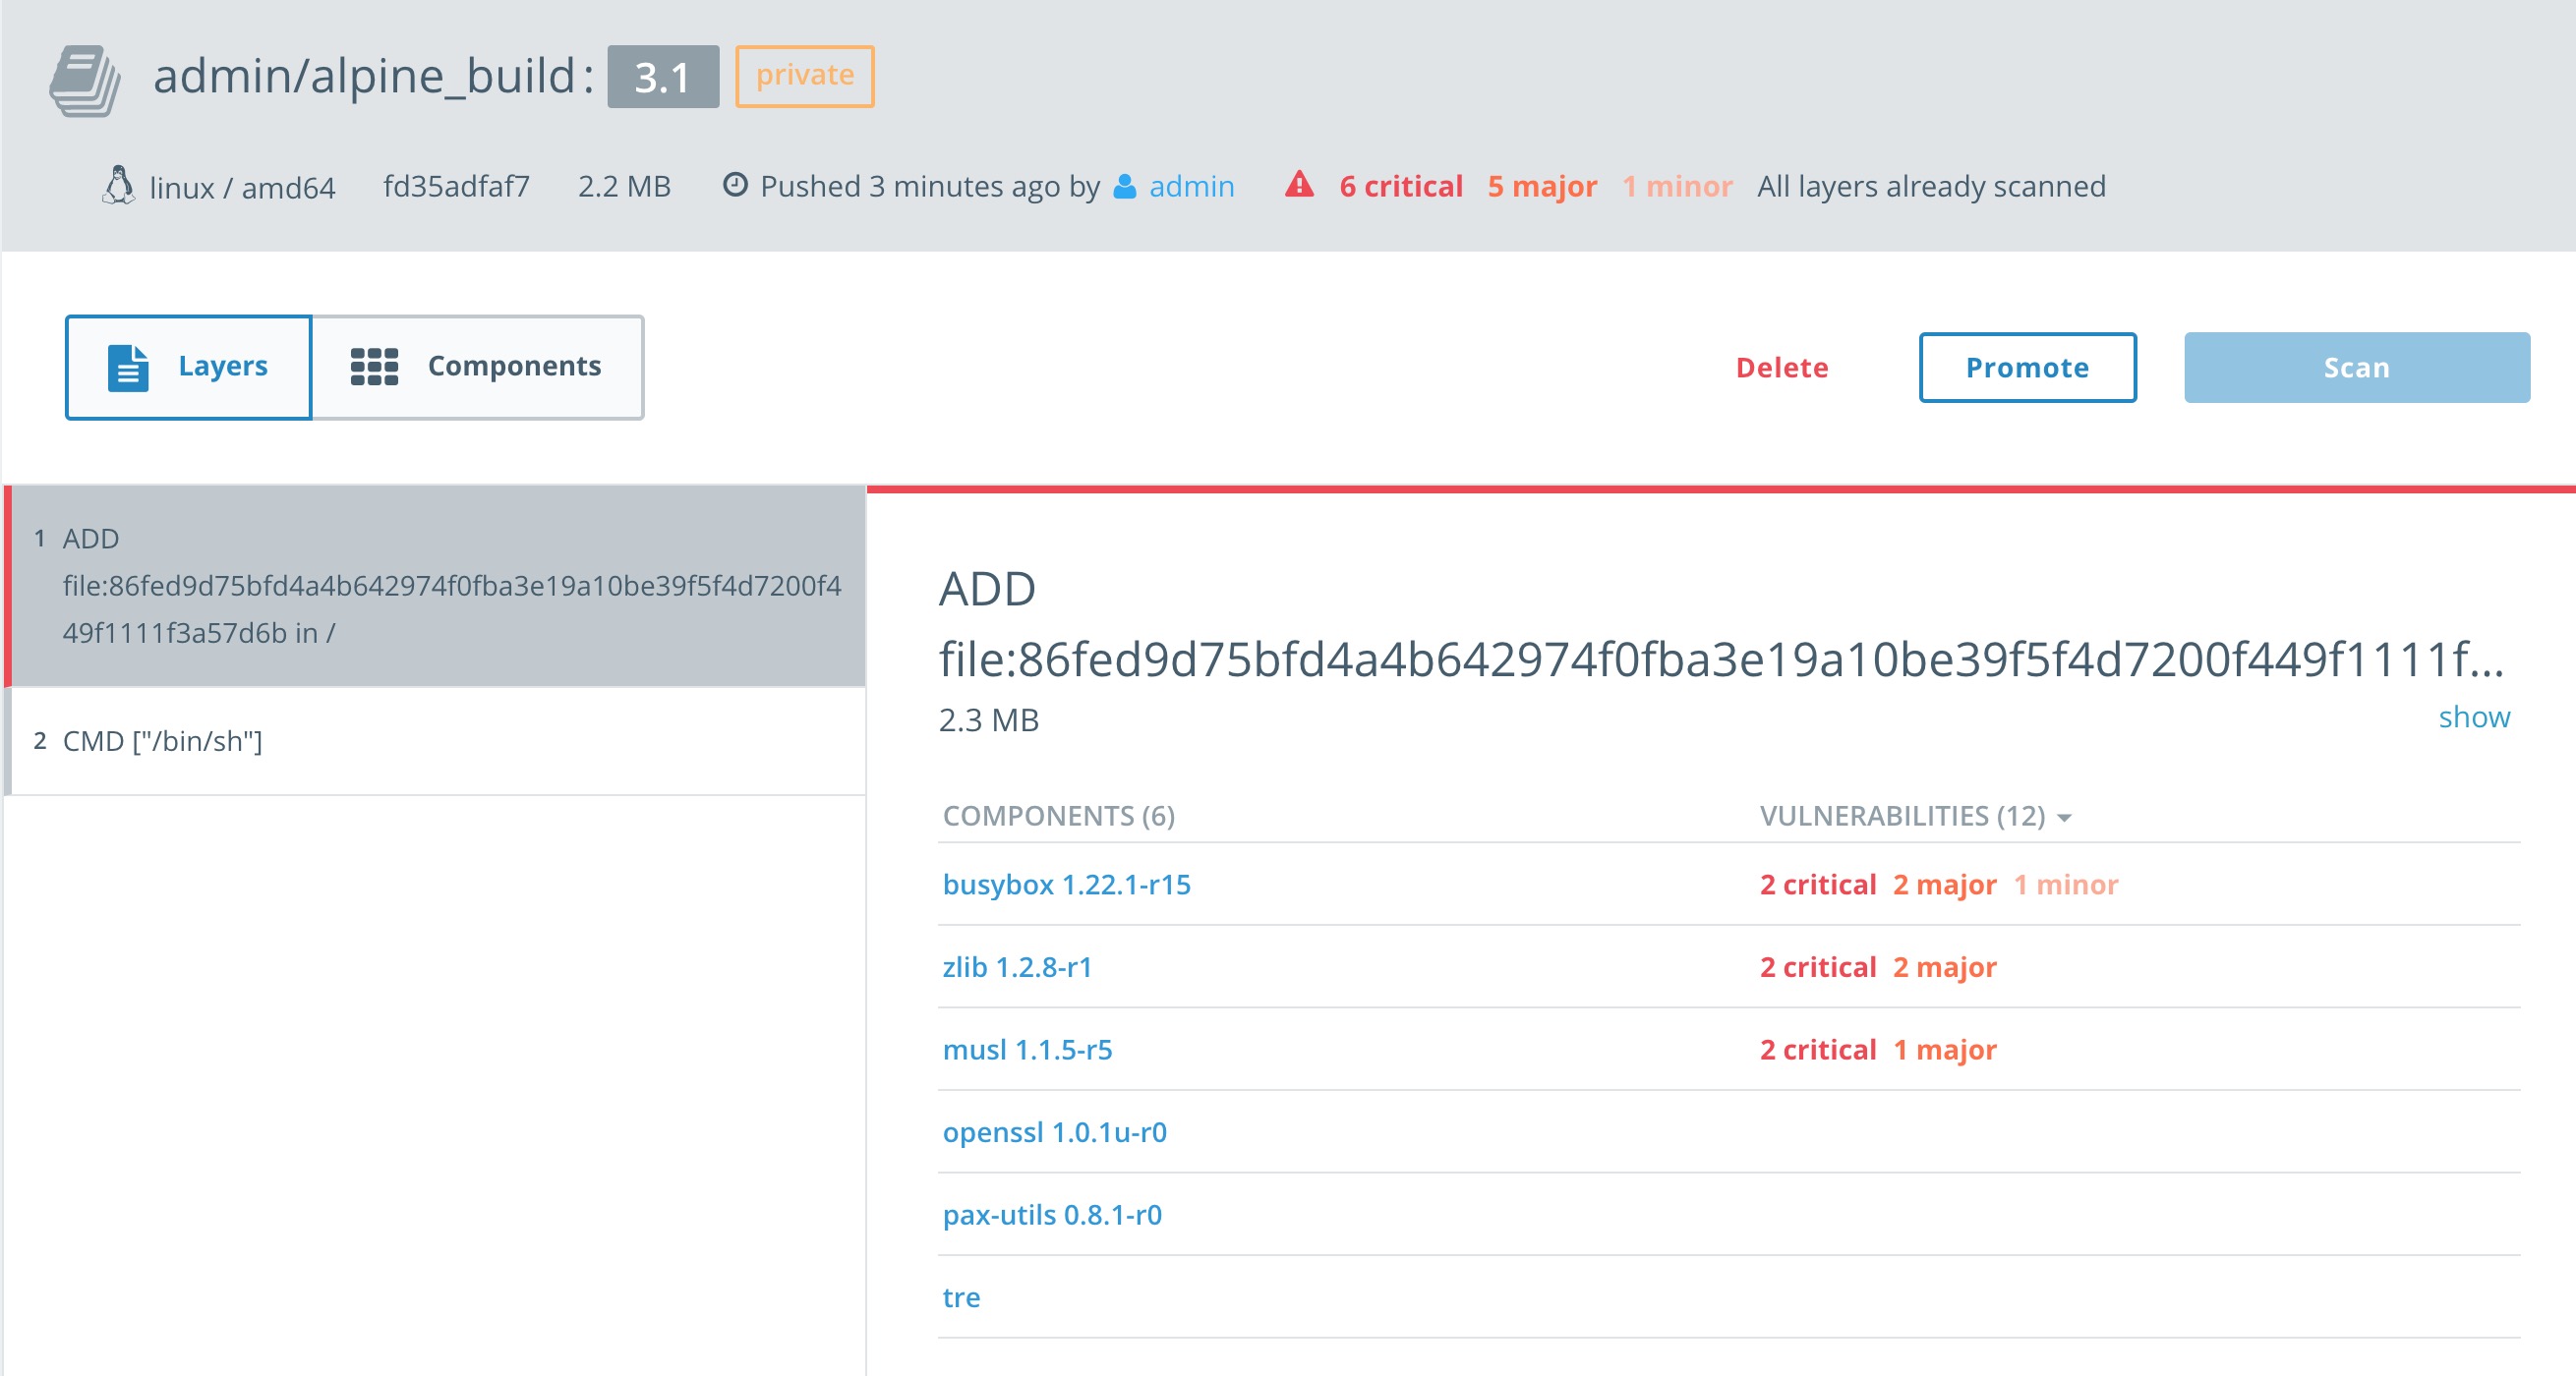 admin/alpine_build: 3.1 private
linux / amd64 fd35adfaf7 2.2 MB Pushed 3 minutes ago by admin 6 critical 5 major 1 minor All layers already scanned
Layers Components Delete Promote Scan
1 ADD
file:86fed9d75bfd4a4b642974f0fba3e19a10be39f5f4d7200f4
49f1111f3a57d6b in /
2 CMD ["/bin/sh"]
ADD
file:86fed9d75bfd4a4b642974f0fba3e19a10be39f5f4d7200f449f1111f...
2.3 MB show
COMPONENTS (6) VULNERABILITIES (12)
busybox 1.22.1-r15 2 critical 2 major 1 minor
zlib 1.2.8-r1 2 critical 2 major
musl 1.1.5-r5 2 critical 1 major
openssl 1.0.1u-r0
pax-utils 0.8.1-r0
tre